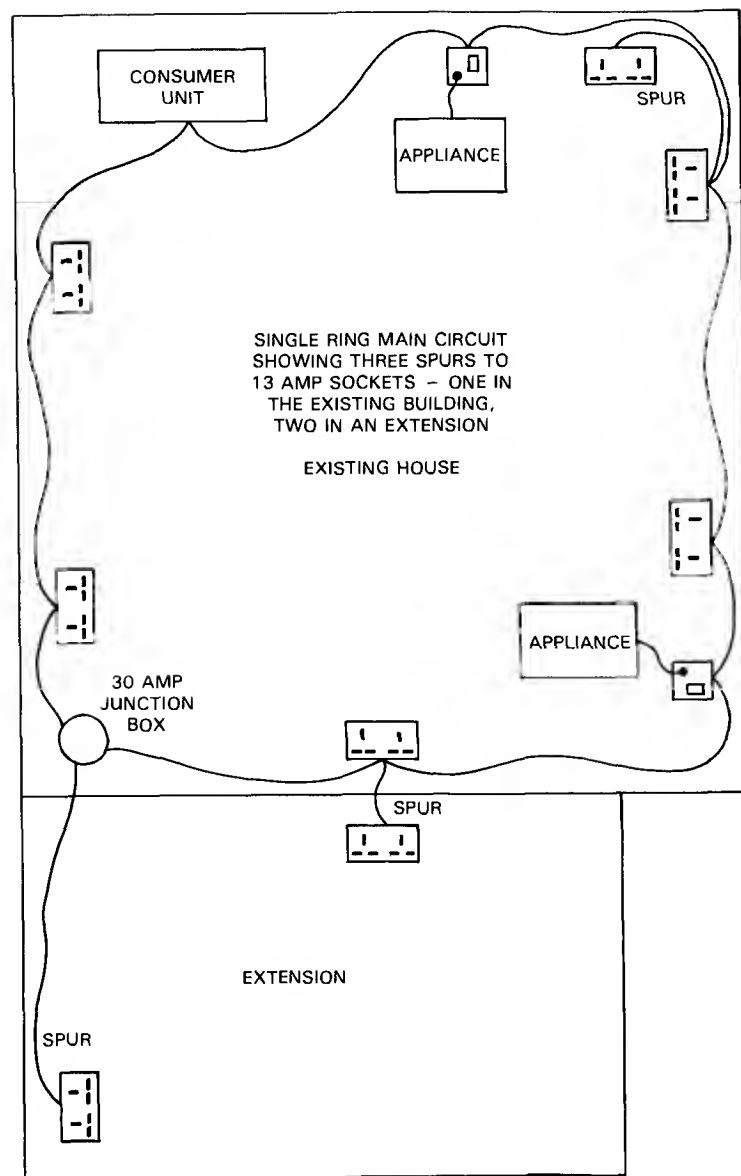 CONSUMER
UNIT
APPLIANCE
SPUR
SINGLE RING MAIN CIRCUIT
SHOWING THREE SPURS TO
13 AMP SOCKETS – ONE IN
THE EXISTING BUILDING,
TWO IN AN EXTENSION
EXISTING HOUSE
APPLIANCE
30 AMP
JUNCTION
BOX
SPUR
EXTENSION
SPUR